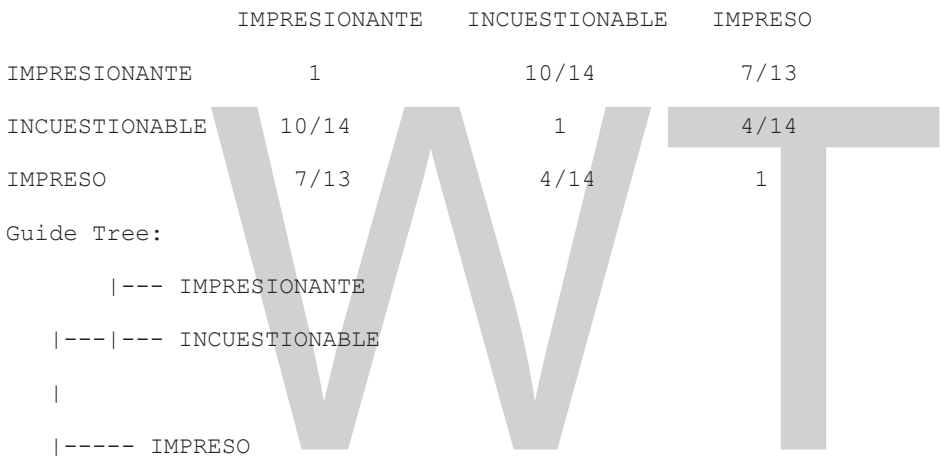 IMPRESIONANTE INCUESTIONABLE IMPRESO
IMPRESIONANTE 1 10/14 7/13
INCUESTIONABLE 10/14 1 4/14
IMPRESO 7/13 4/14 1
Guide Tree:
|--- IMPRESIONANTE
|---|--- INCUESTIONABLE
|
|----- IMPRESO
WT